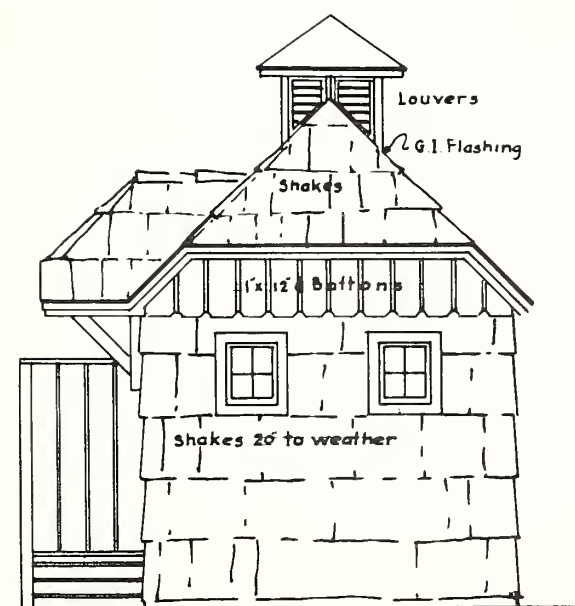 Louvers
G.I. Flashing
Shakes
1"x 12" & Battons
Shakes 20" to weather